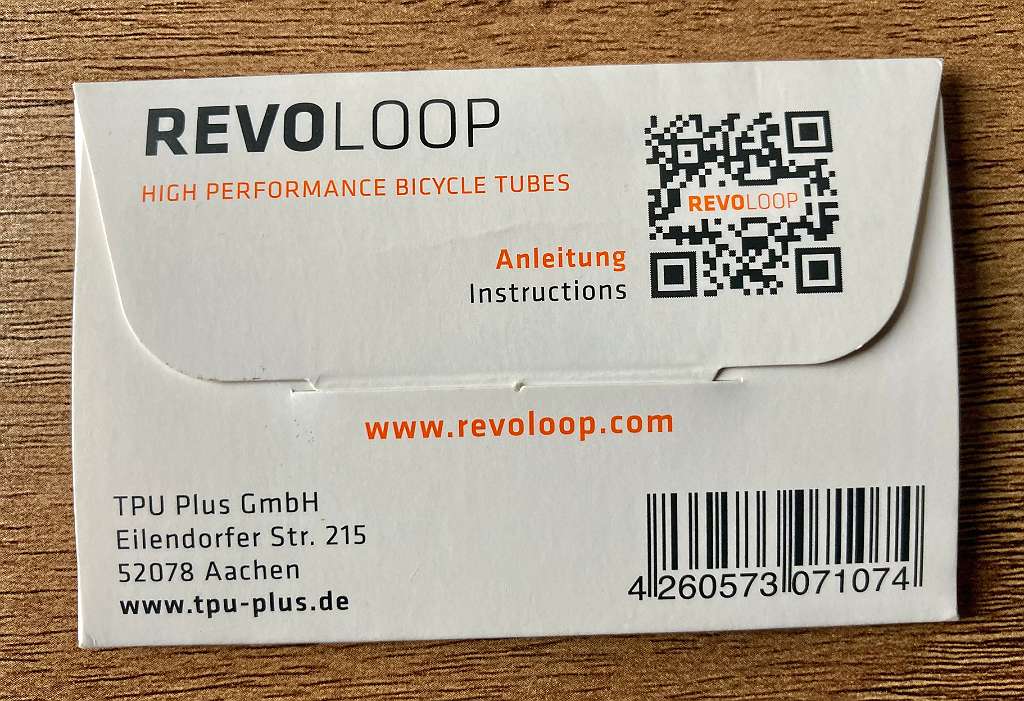 REVOLOOP
HIGH PERFORMANCE BICYCLE TUBES
REVOLOOP
Anleitung
Instructions
www.revoloop.com
TPU Plus GmbH
Eilendorfer Str. 215
52078 Aachen
www.tpu-plus.de
4 260573 071074